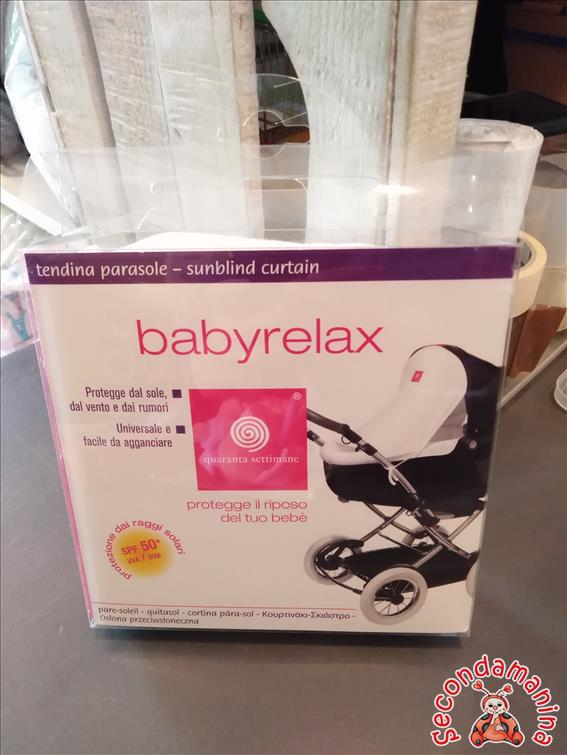 tendina parasole – sunblind curtain
babyrelax
Protegge dal sole,
dal vento e dai rumori
Universale e
facile da agganciare
®
quaranta settimane
protegge il riposo
del tuo bebè
protezione dai raggi solari
SPF 50+
UVA / UVB
pare-soleil - quitasol - cortina pára-sol - Κουρτινάκι-Σκιάστρο -
Osłona przeciwsłoneczna
secondamanina